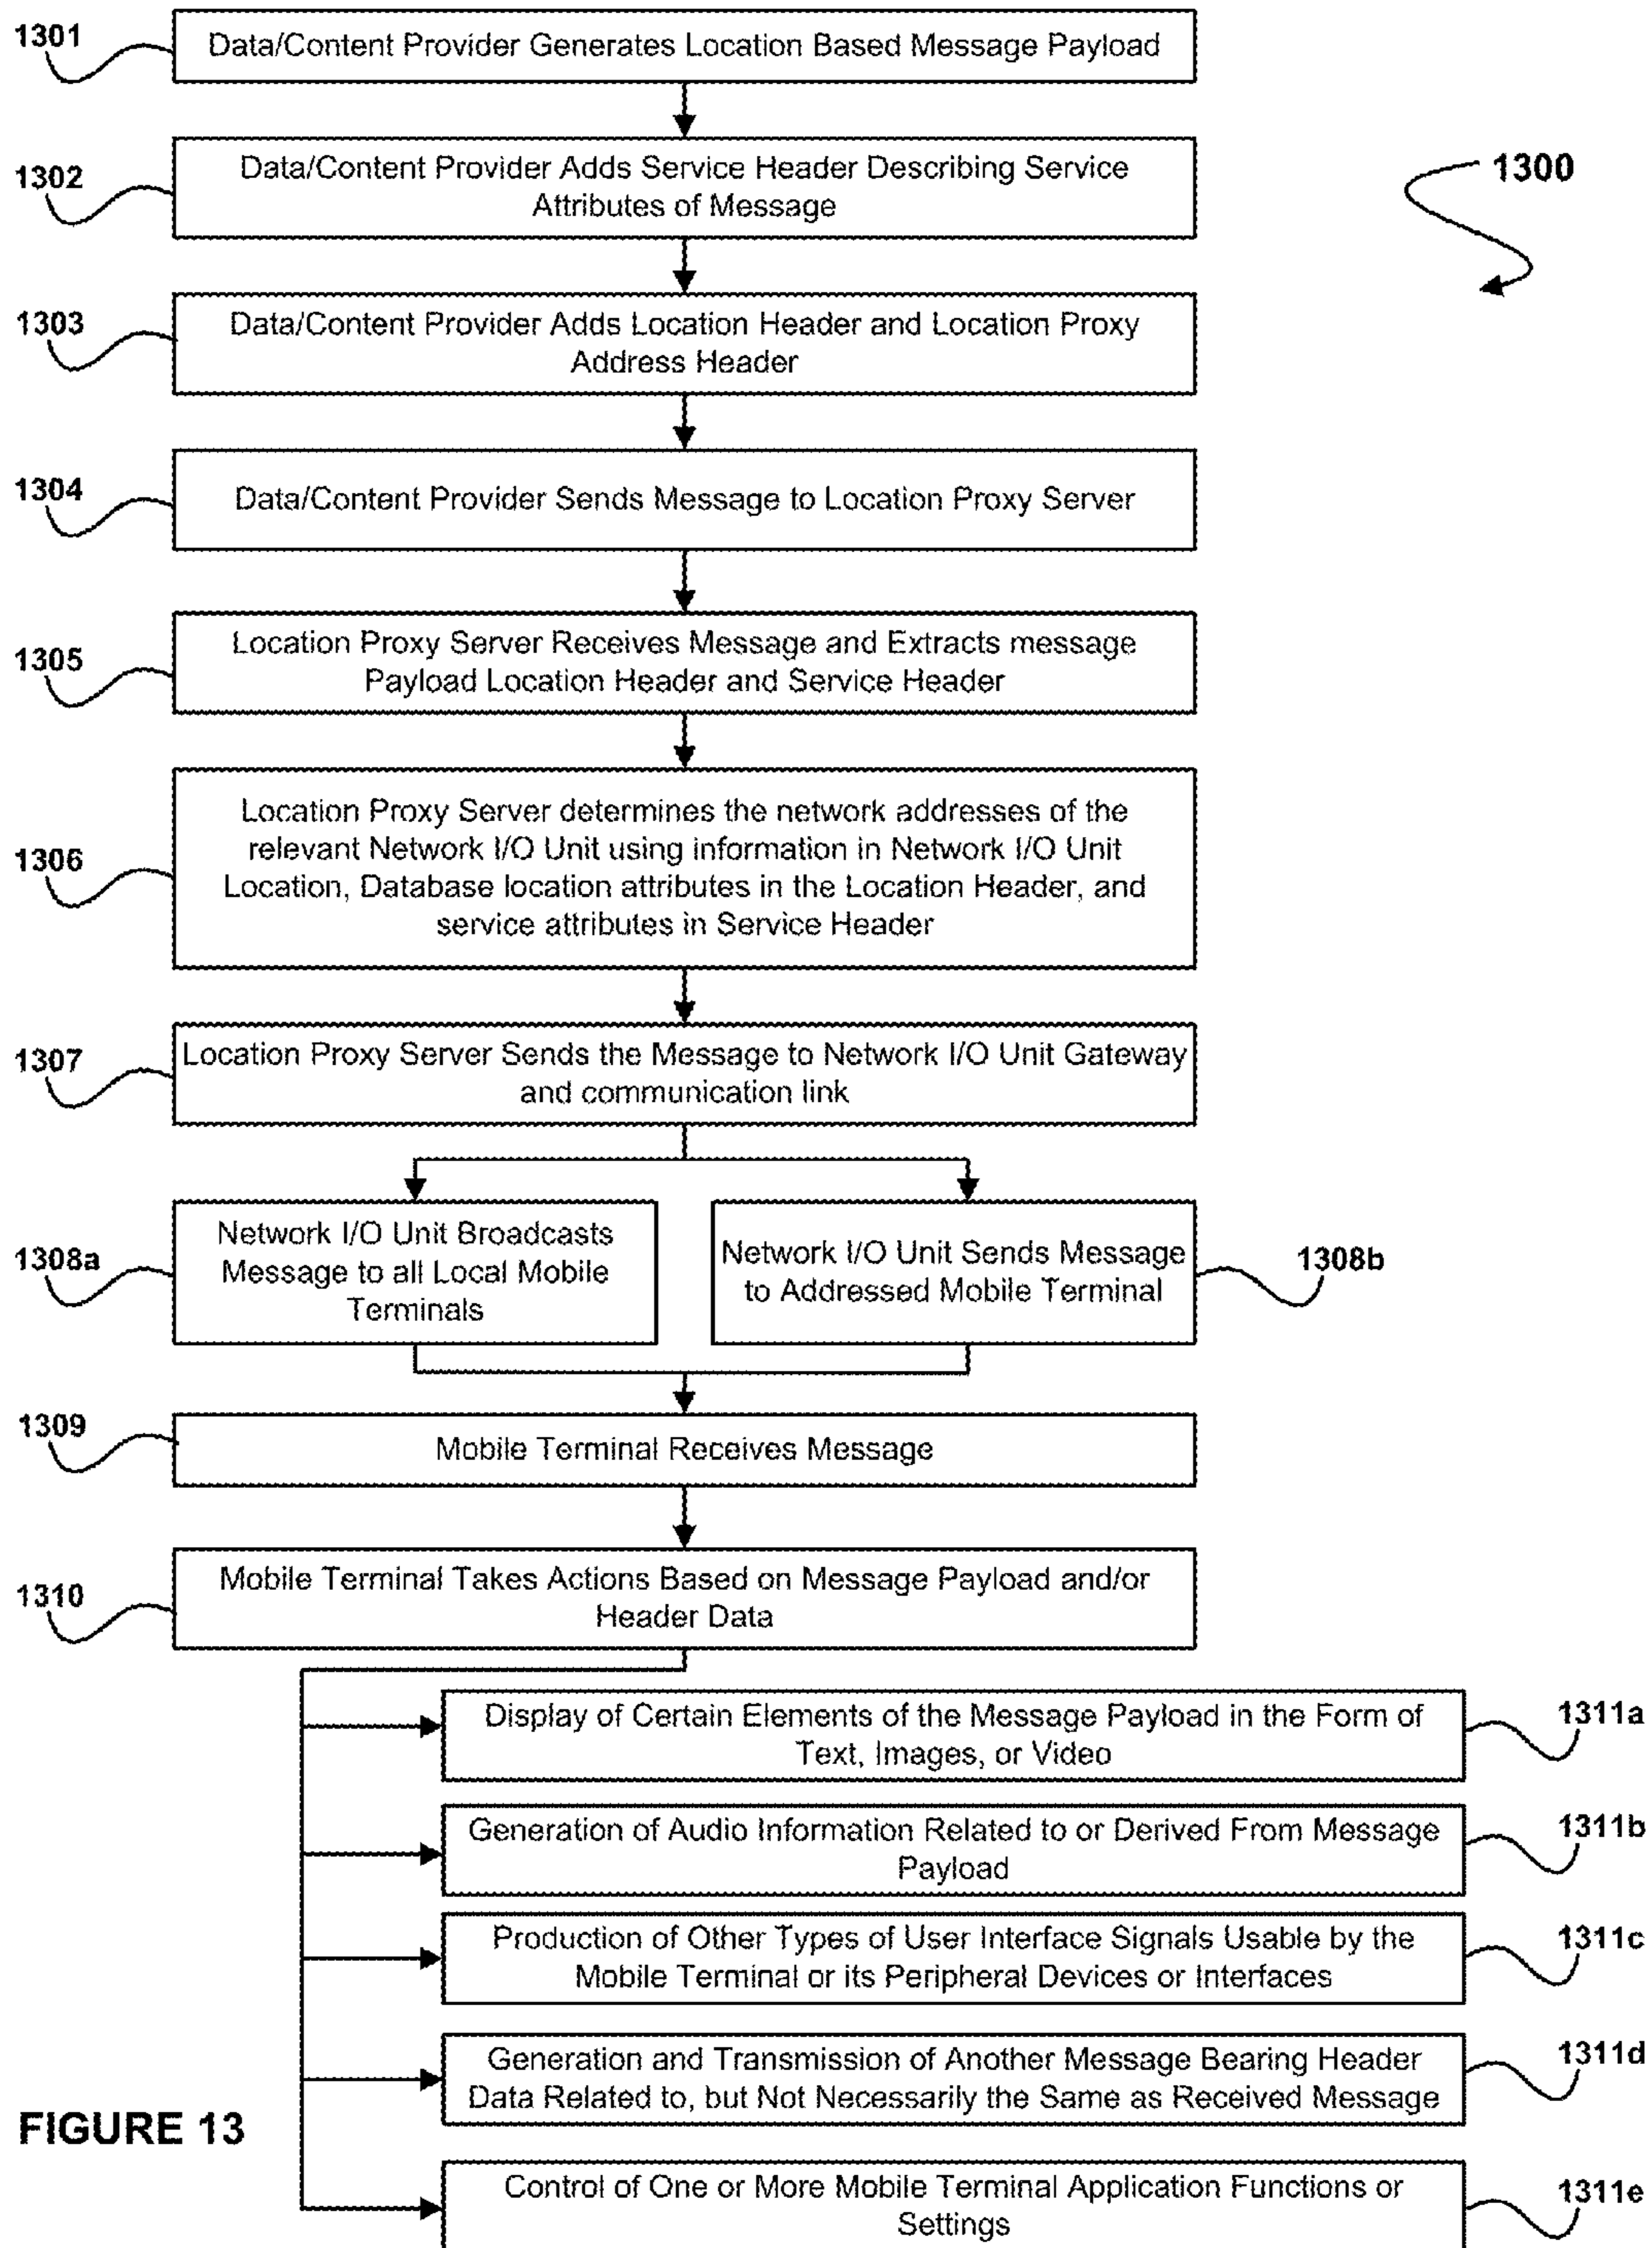 1301
Data/Content Provider Generates Location Based Message Payload
1302
Data/Content Provider Adds Service Header Describing Service
Attributes of Message
1300
1303
Data/Content Provider Adds Location Header and Location Proxy
Address Header
1304
Data/Content Provider Sends Message to Location Proxy Server
1305
Location Proxy Server Receives Message and Extracts message
Payload Location Header and Service Header
1306
Location Proxy Server determines the network addresses of the
relevant Network I/O Unit using information in Network I/O Unit
Location, Database location attributes in the Location Header, and
service attributes in Service Header
1307
Location Proxy Server Sends the Message to Network I/O Unit Gateway
and communication link
1308a
Network I/O Unit Broadcasts
Message to all Local Mobile
Terminals
Network I/O Unit Sends Message
to Addressed Mobile Terminal
1308b
1309
Mobile Terminal Receives Message
1310
Mobile Terminal Takes Actions Based on Message Payload and/or
Header Data
Display of Certain Elements of the Message Payload in the Form of
Text, Images, or Video
1311a
Generation of Audio Information Related to or Derived From Message
Payload
1311b
Production of Other Types of User Interface Signals Usable by the
Mobile Terminal or its Peripheral Devices or Interfaces
1311c
Generation and Transmission of Another Message Bearing Header
Data Related to, but Not Necessarily the Same as Received Message
1311d
FIGURE 13
Control of One or More Mobile Terminal Application Functions or
Settings
1311e